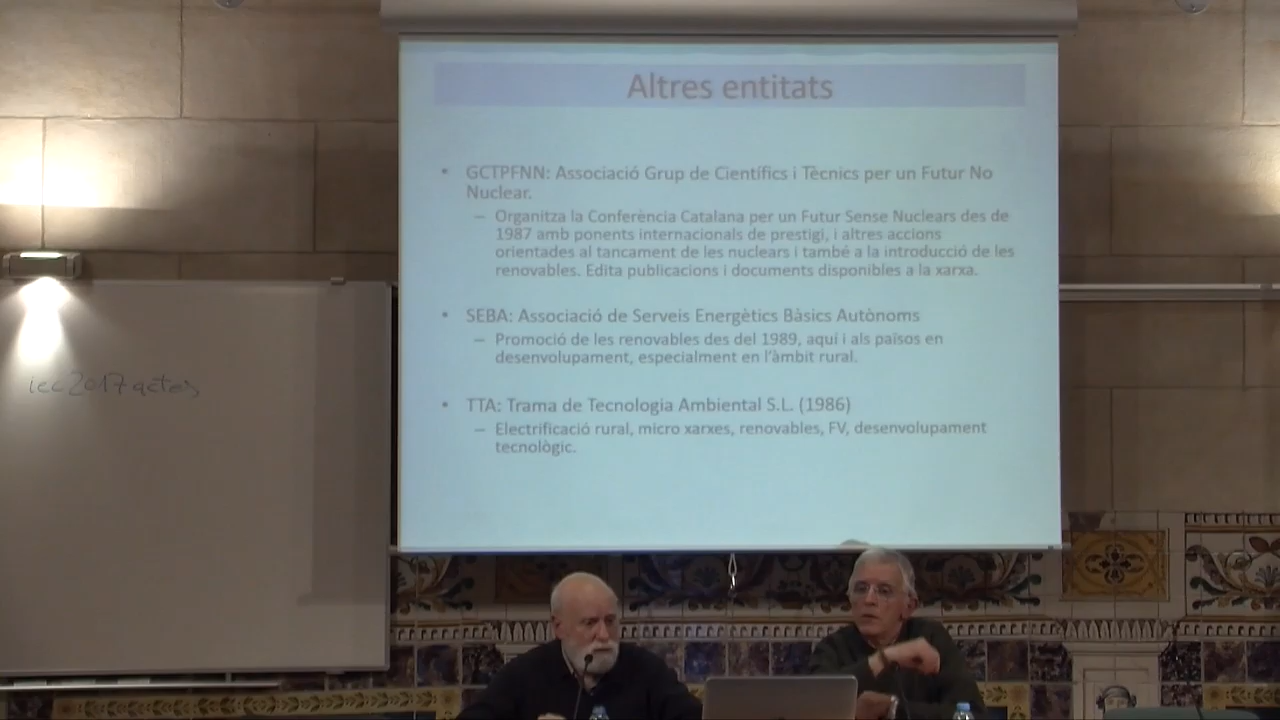 Altres entitats
• GCTPFNN: Associació Grup de Científics i Tècnics per un Futur No
Nuclear.
– Organitza la Conferència Catalana per un Futur Sense Nuclears des de
1987 amb ponents internacionals de prestigi, i altres accions
orientades al tancament de les nuclears i també a la introducció de les
renovables. Edita publicacions i documents disponibles a la xarxa.
• SEBA: Associació de Serveis Energètics Bàsics Autònoms
– Promoció de les renovables des del 1989, aquí i als països en
desenvolupament, especialment en l'àmbit rural.
• TTA: Trama de Tecnologia Ambiental S.L. (1986)
– Electrificació rural, micro xarxes, renovables, FV, desenvolupament
tecnològic.
iec2017actes